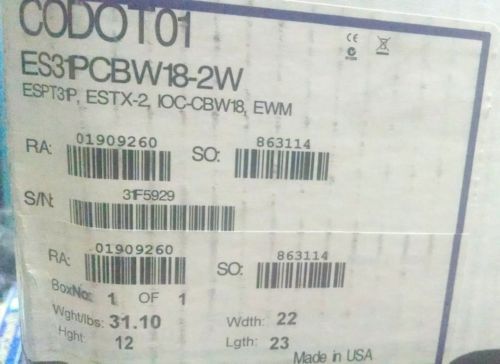 CODOT01
ES31PCBW18-2W
ESPT31P, ESTX-2, IOC-CBW18, EWM
RA: 01909260 SO: 863114
S/N: 31F5929
RA: 01909260 SO: 863114
BoxNo: 1 OF 1
Wght/lbs: 31.10 Wdth: 22
Hght: 12 Lgth: 23
Made in USA